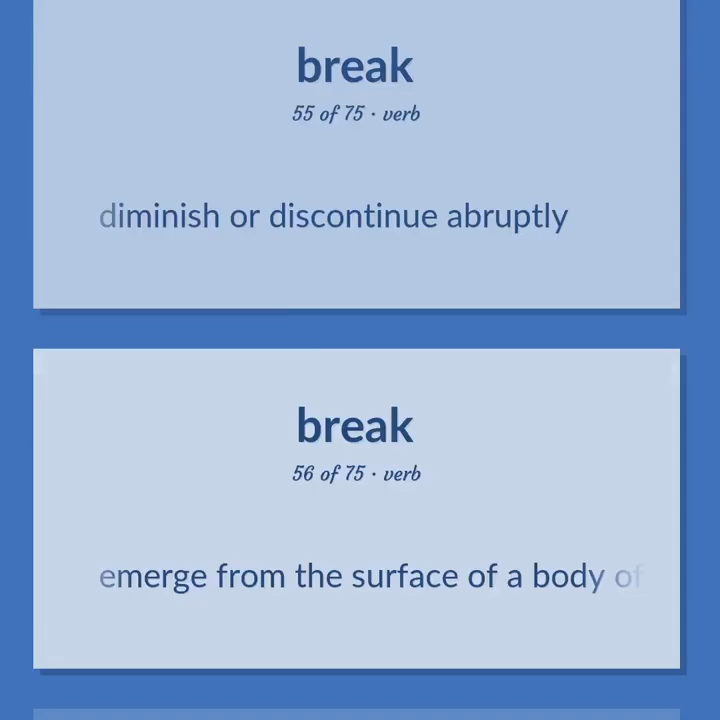 break
55 of 75 · verb
diminish or discontinue abruptly
break
56 of 75 · verb
emerge from the surface of a body of